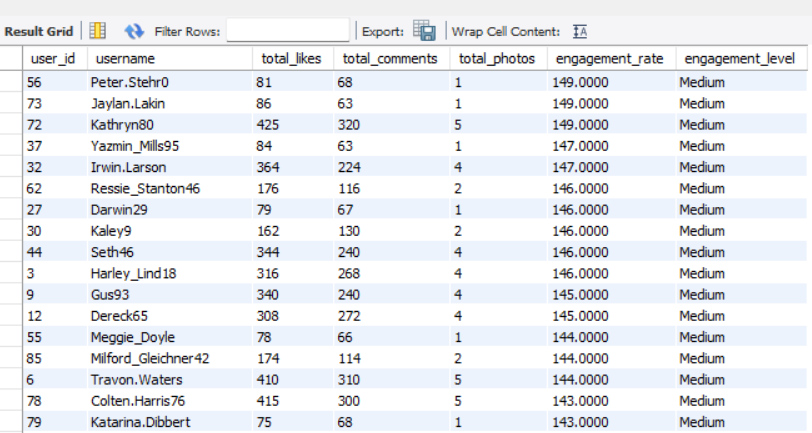 Result Grid Filter Rows: Export: Wrap Cell Content: IA
user_id username total_likes total_comments total_photos engagement_rate engagement_level
56 Peter.Stehr0 81 68 1 149.0000 Medium
73 Jaylan.Lakin 86 63 1 149.0000 Medium
72 Kathryn80 425 320 5 149.0000 Medium
37 Yazmin_Mills95 84 63 1 147.0000 Medium
32 Irwin.Larson 364 224 4 147.0000 Medium
62 Ressie_Stanton46 176 116 2 146.0000 Medium
27 Darwin29 79 67 1 146.0000 Medium
30 Kaley9 162 130 2 146.0000 Medium
44 Seth46 344 240 4 146.0000 Medium
3 Harley_Lind18 316 268 4 146.0000 Medium
9 Gus93 340 240 4 145.0000 Medium
12 Dereck65 308 272 4 145.0000 Medium
55 Meggie_Doyle 78 66 1 144.0000 Medium
85 Milford_Gleichner42 174 114 2 144.0000 Medium
6 Travon.Waters 410 310 5 144.0000 Medium
78 Colten.Harris76 415 300 5 143.0000 Medium
79 Katarina.Dibbert 75 68 1 143.0000 Medium